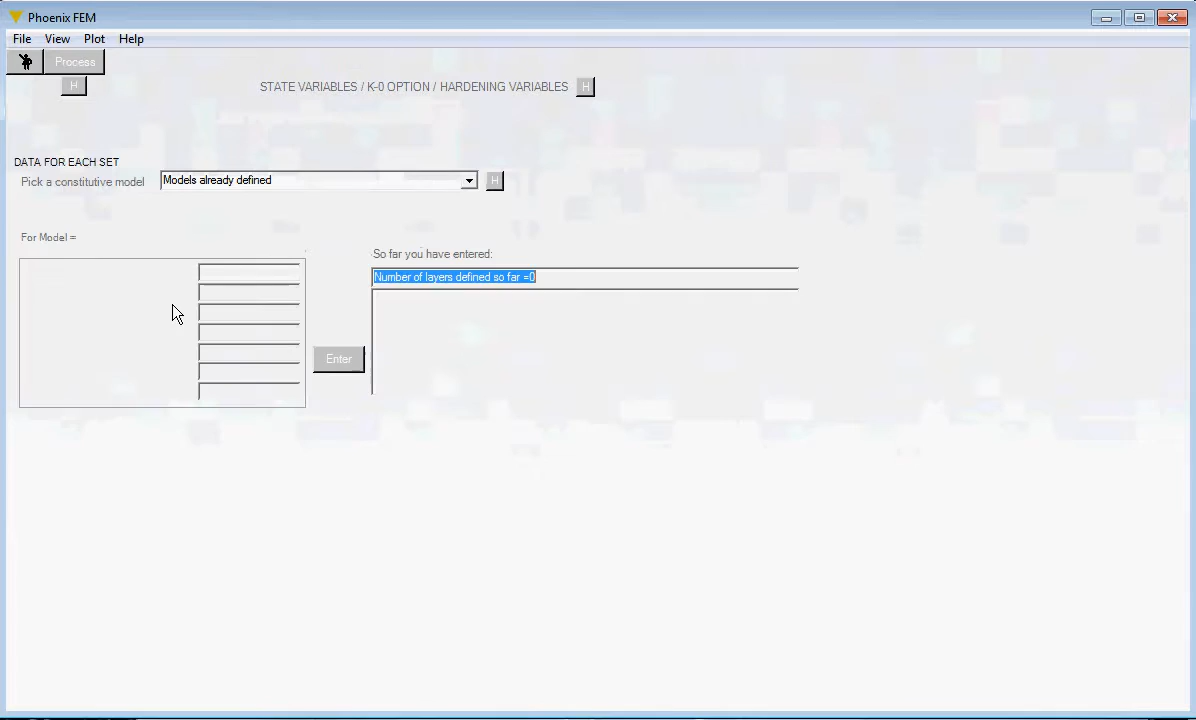 Phoenix FEM
File View Plot Help
Process
H
STATE VARIABLES / K-0 OPTION / HARDENING VARIABLES H
DATA FOR EACH SET
Pick a constitutive model Models already defined H
For Model =
So far you have entered:
Number of layers defined so far =0
Enter